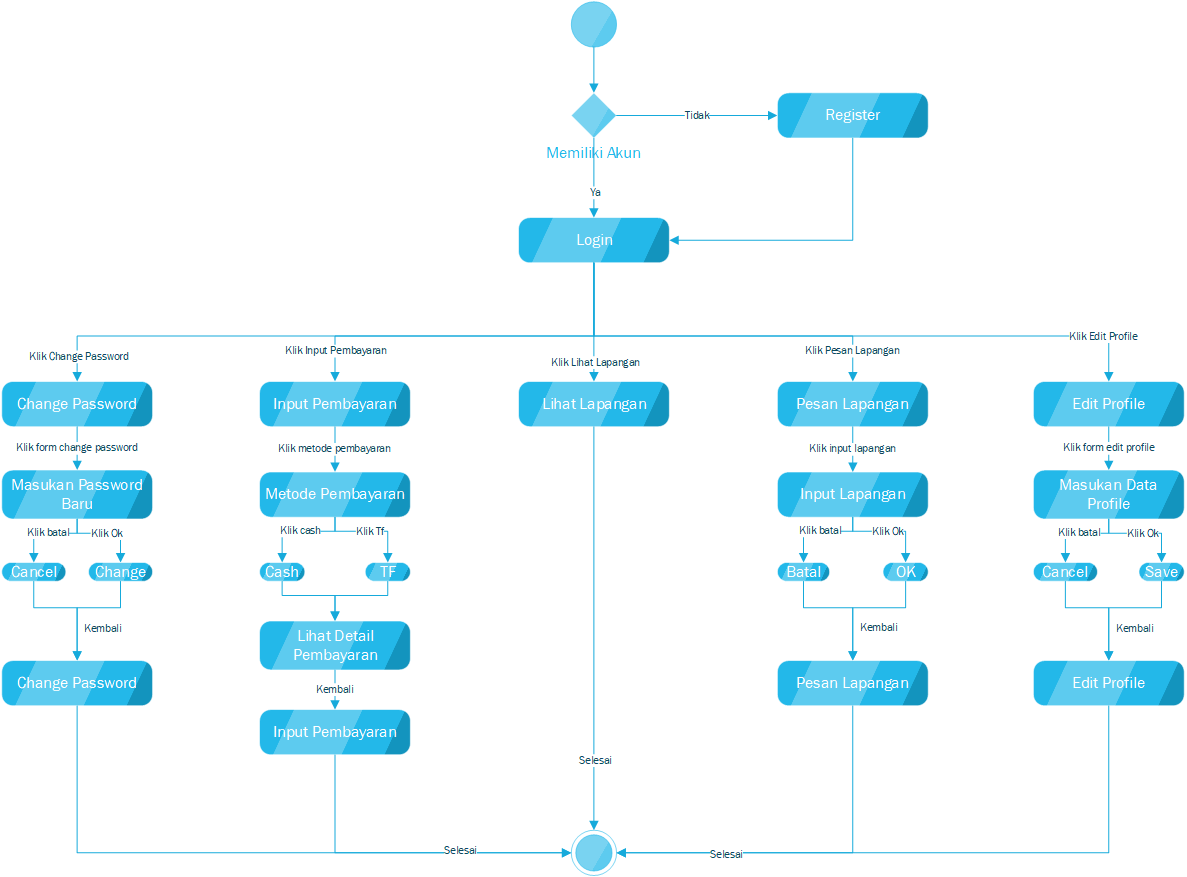 Tidak
Register
Memiliki Akun
Ya
Login
Klik Change Password
Klik Input Pembayaran
Klik Lihat Lapangan
Klik Pesan Lapangan
Klik Edit Profile
Change Password
Input Pembayaran
Lihat Lapangan
Pesan Lapangan
Edit Profile
Klik form change password
Klik metode pembayaran
Klik input lapangan
Klik form edit profile
Masukan Password
Baru
Metode Pembayaran
Input Lapangan
Masukan Data
Profile
Klik batal
Klik Ok
Klik cash
Klik Tf
Klik batal
Klik Ok
Klik batal
Klik Ok
Cancel
Change
Cash
TF
Batal
OK
Cancel
Save
Kembali
Lihat Detail
Pembayaran
Kembali
Kembali
Change Password
Kembali
Input Pembayaran
Pesan Lapangan
Edit Profile
Selesai
Selesai
Selesai